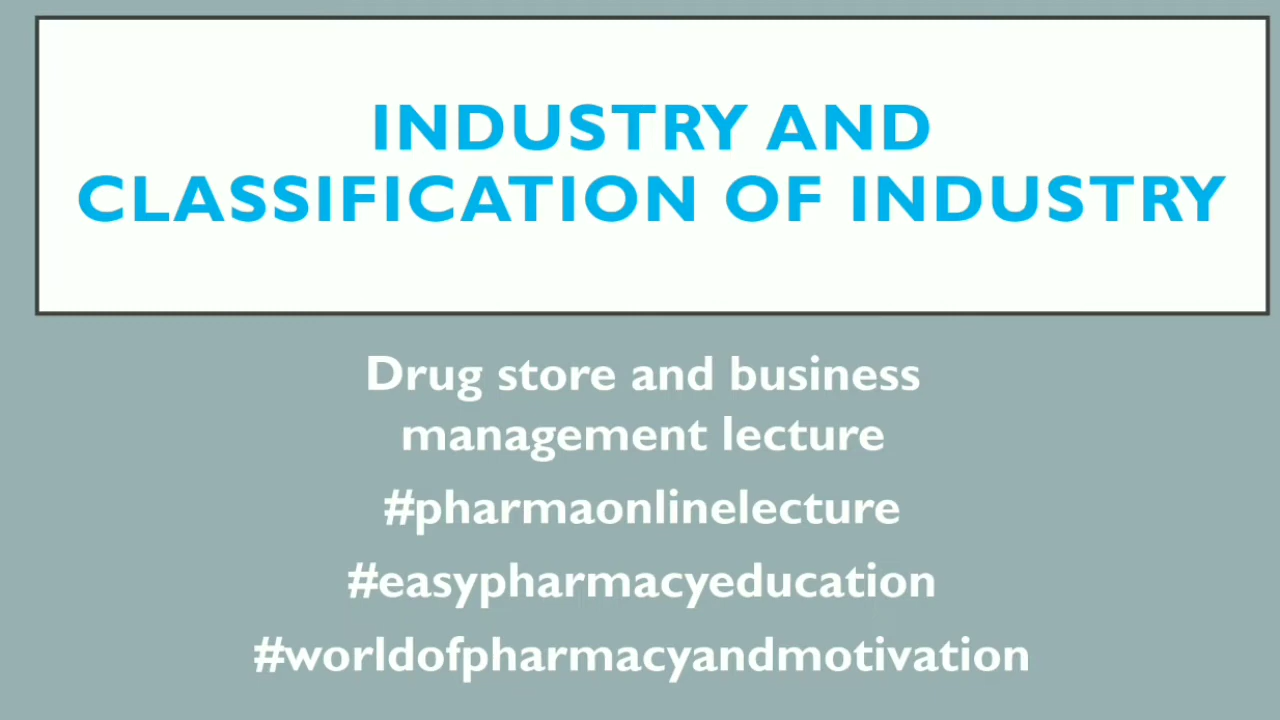 INDUSTRY AND
CLASSIFICATION OF INDUSTRY
Drug store and business
management lecture
#pharmaonlinelecture
#easypharmacyeducation
#worldofpharmacyandmotivation